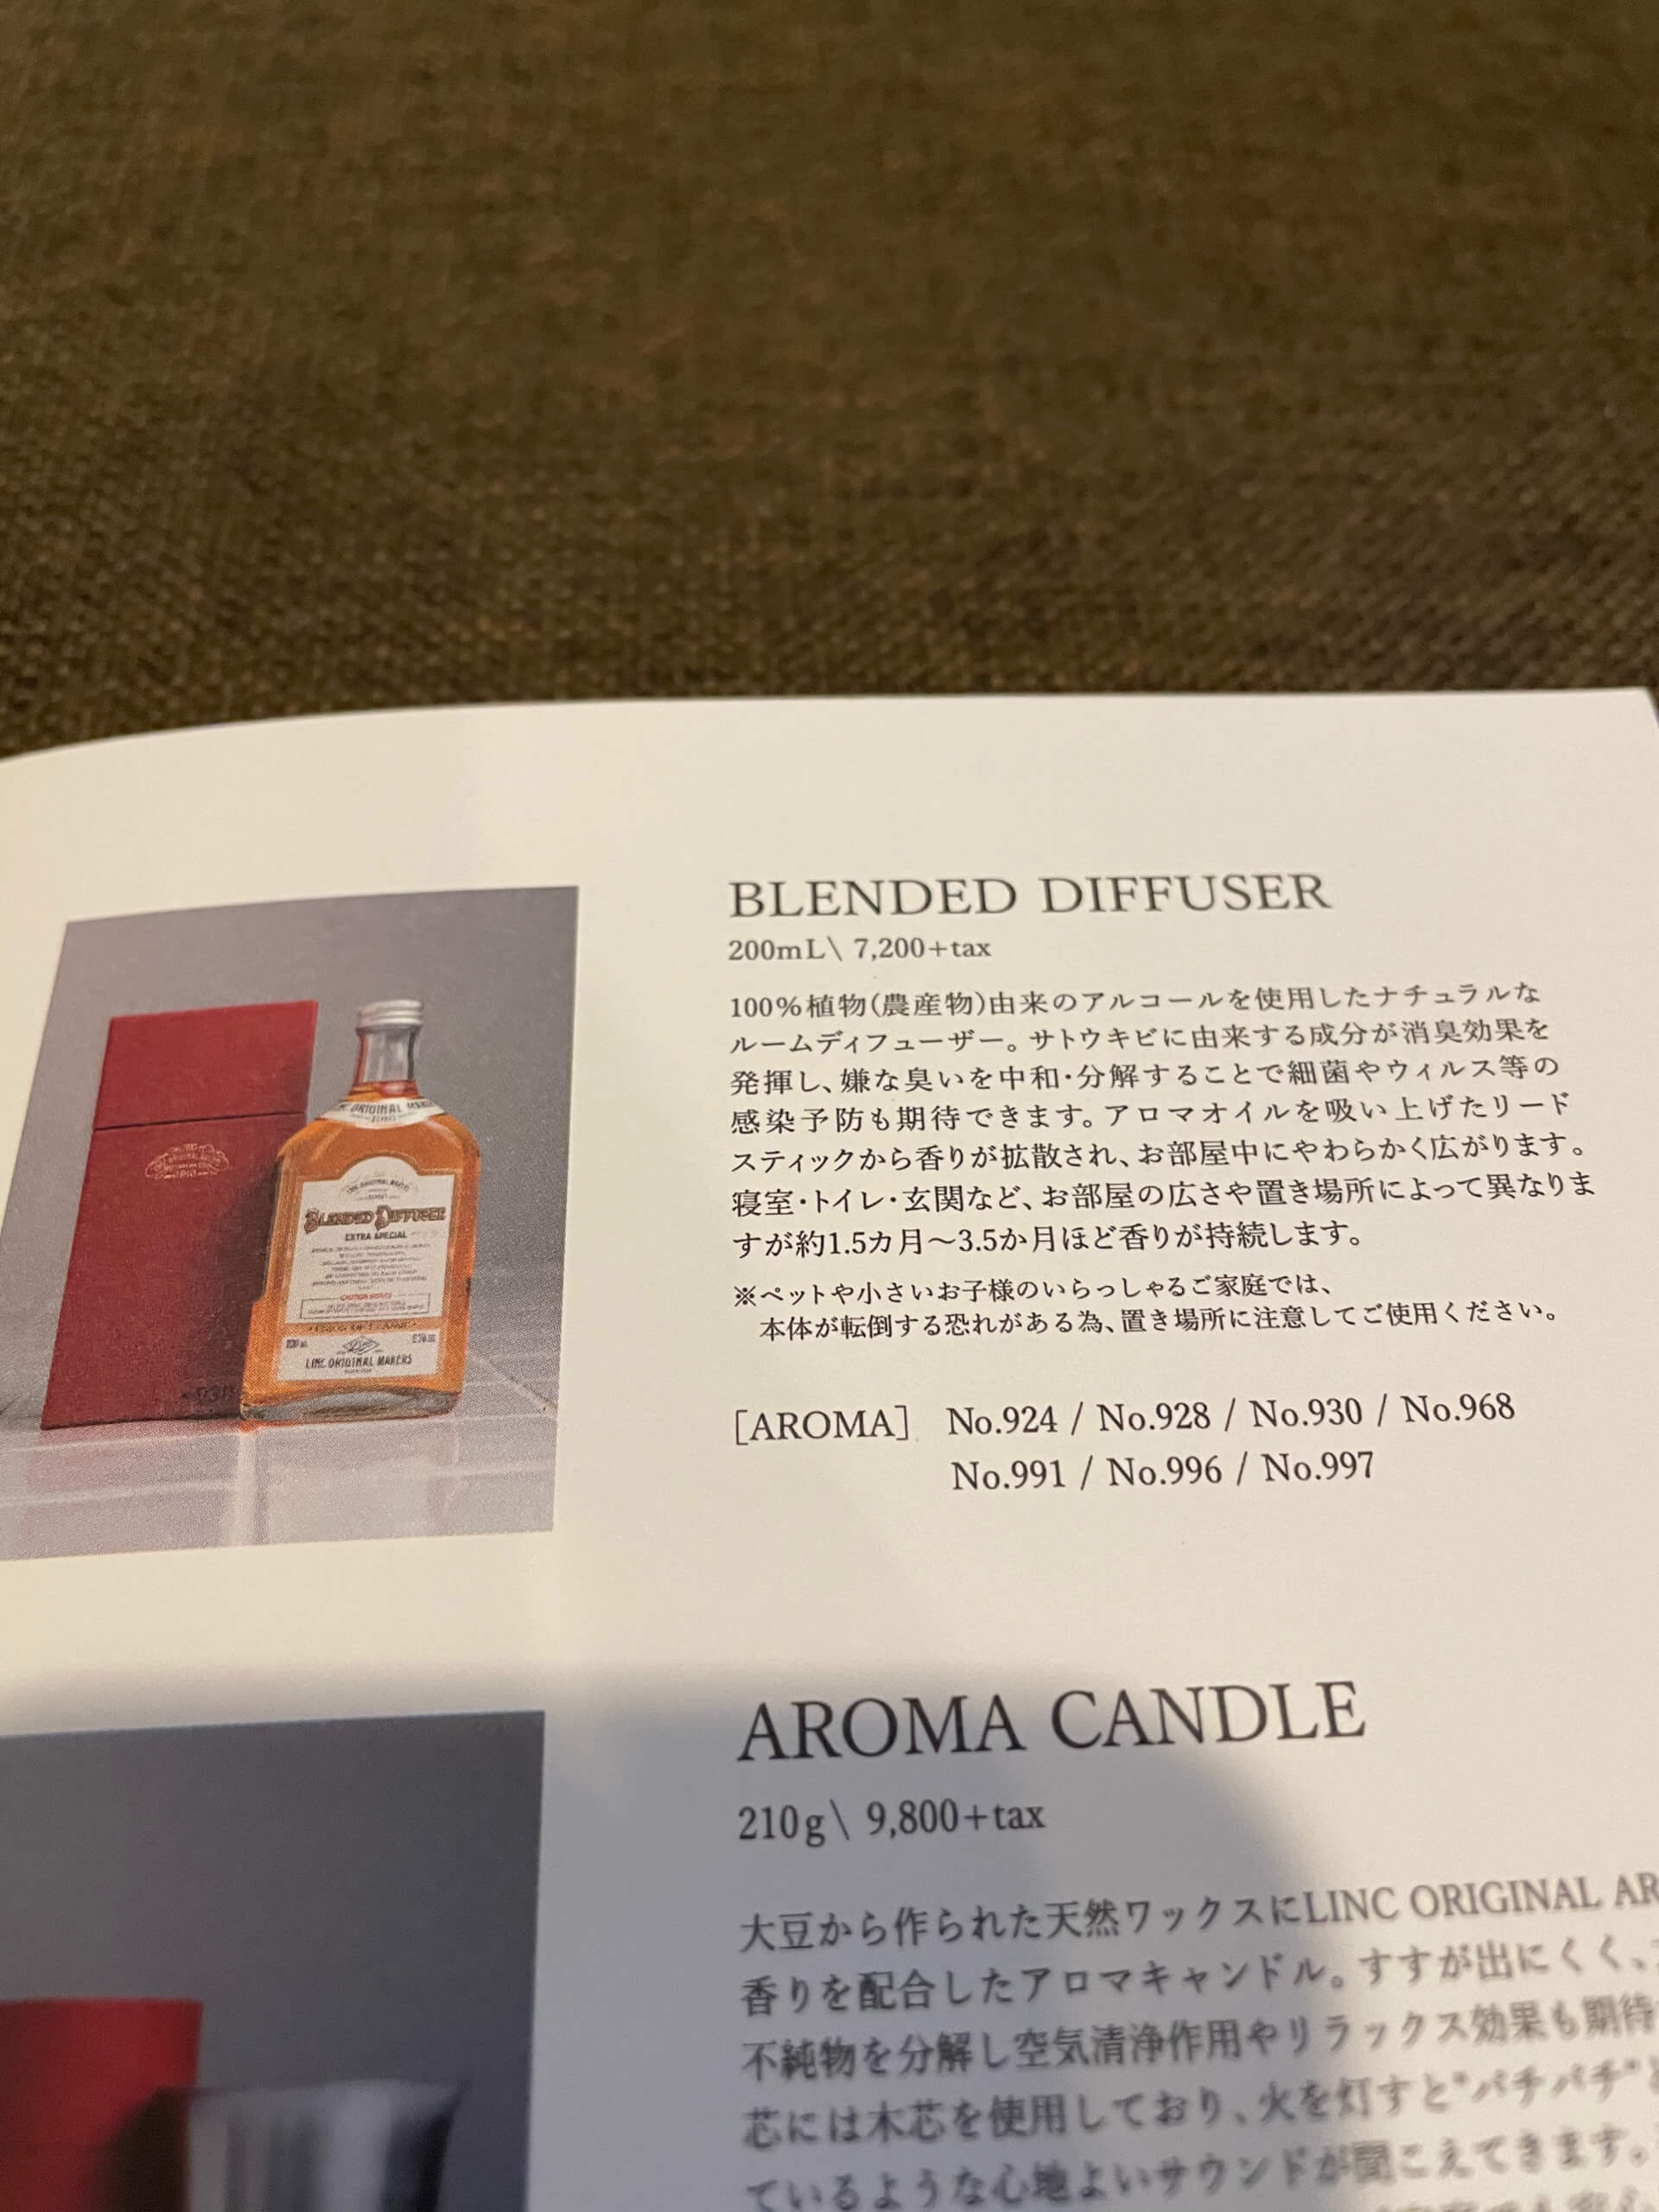 BLENDED DIFFUSER
200mL\ 7,200+tax
100%植物(農産物)由来のアルコールを使用したナチュラルな
ルームディフューザー。サトウキビに由来する成分が消臭効果を
発揮し、嫌な臭いを中和・分解することで細菌やウィルス等の
感染予防も期待できます。アロマオイルを吸い上げたリード
スティックから香りが拡散され、お部屋中にやわらかく広がります。
寝室・トイレ・玄関など、お部屋の広さや置き場所によって異なりま
すが約1.5カ月〜3.5か月ほど香りが持続します。
※ペットや小さいお子様のいらっしゃるご家庭では、
本体が転倒する恐れがある為、置き場所に注意してご使用ください。
[AROMA] No.924 / No.928 / No.930 / No.968
No.991 / No.996 / No.997
BLENDED DIFFUSER
EXTRA SPECIAL
LINC ORIGINAL MAKERS
AROMA CANDLE
210g\ 9,800+tax
大豆から作られた天然ワックスにLINC ORIGINAL
香りを配合したアロマキャンドル。すすが出にくく、
不純物を分解し空気清浄作用やリラックス効果も期待
芯には木芯を使用しており、火を灯すと"パチパチ"と
ているような心地よいサウンドが聞こえてきます。